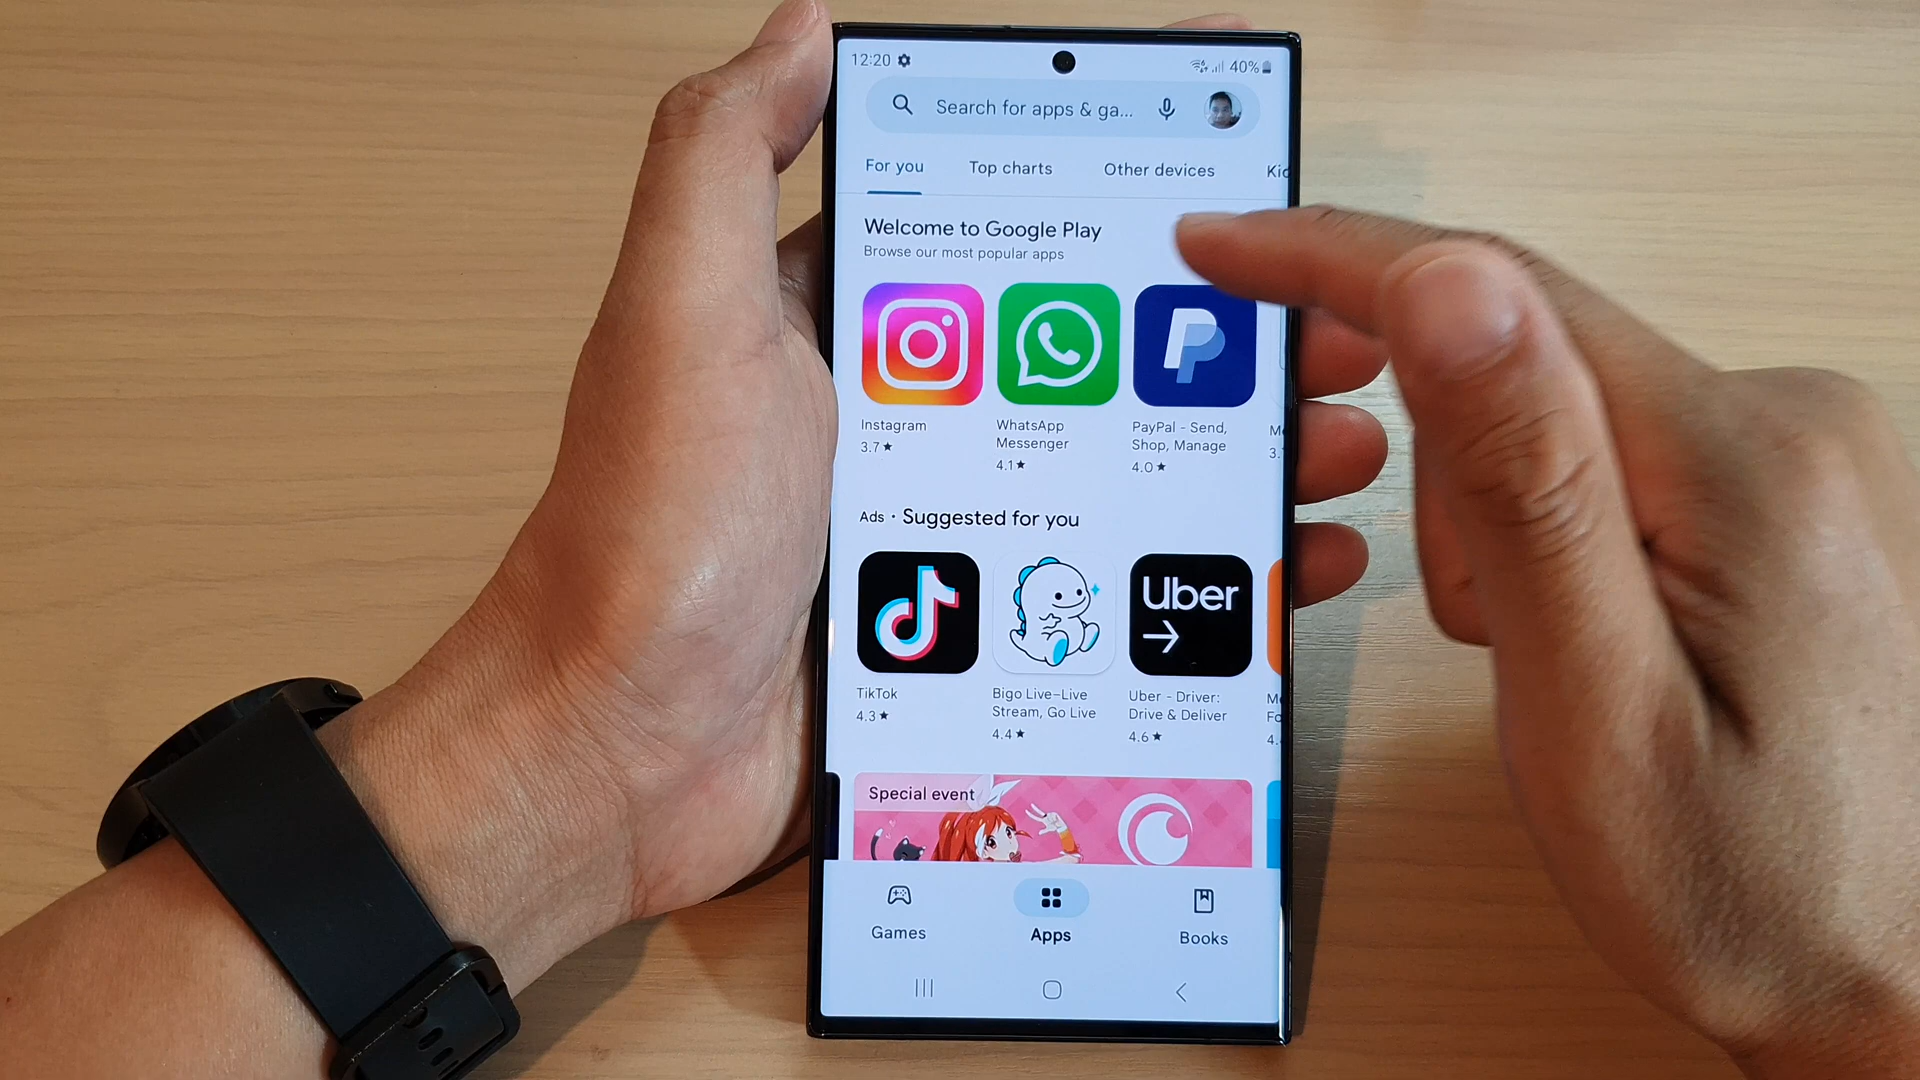 12:20
40%
Search for apps & ga...
For you
Top charts
Other devices
Kid
Welcome to Google Play
Browse our most popular apps
Instagram
3.7★
WhatsApp
Messenger
4.1★
PayPal - Send,
Shop, Manage
4.0★
3.
Ads · Suggested for you
Uber
TikTok
4.3★
Bigo Live–Live
Stream, Go Live
4.4★
Uber - Driver:
Drive & Deliver
4.6★
4.
Special event
Games
Apps
Books